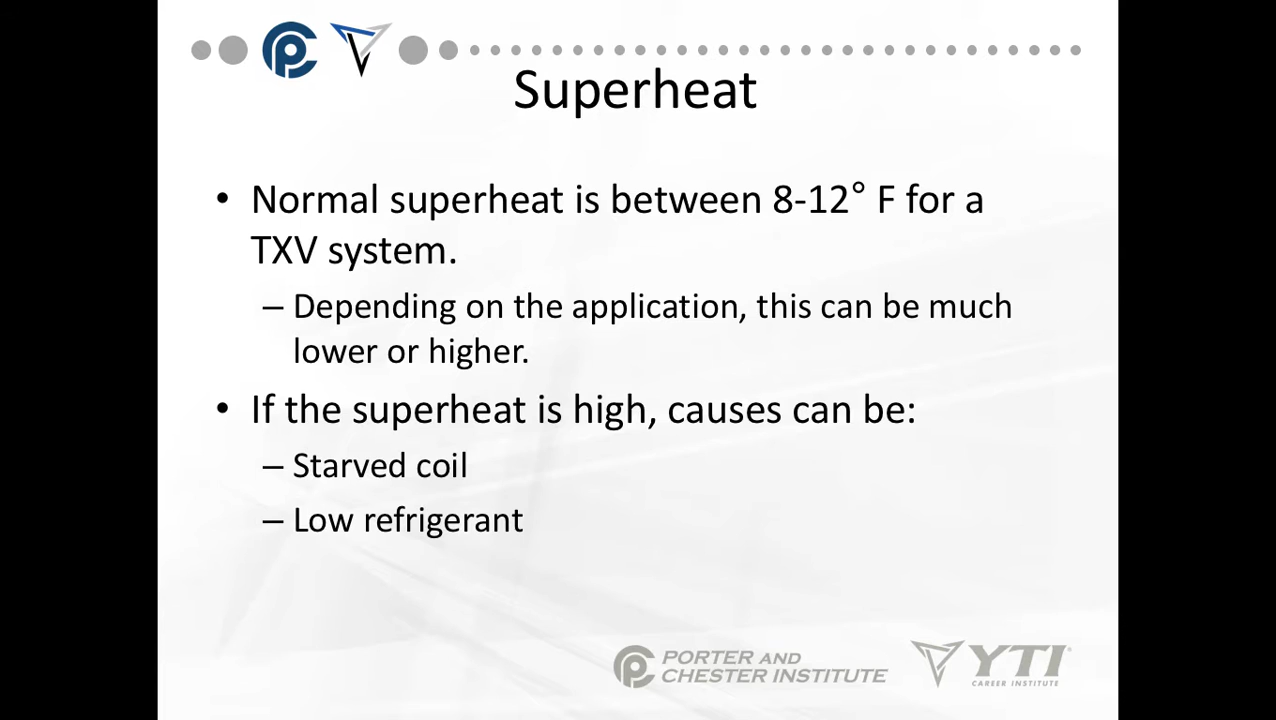 Superheat
• Normal superheat is between 8-12° F for a
TXV system.
– Depending on the application, this can be much
lower or higher.
• If the superheat is high, causes can be:
– Starved coil
– Low refrigerant
PORTER AND
CHESTER INSTITUTE
YTI
CAREER INSTITUTE